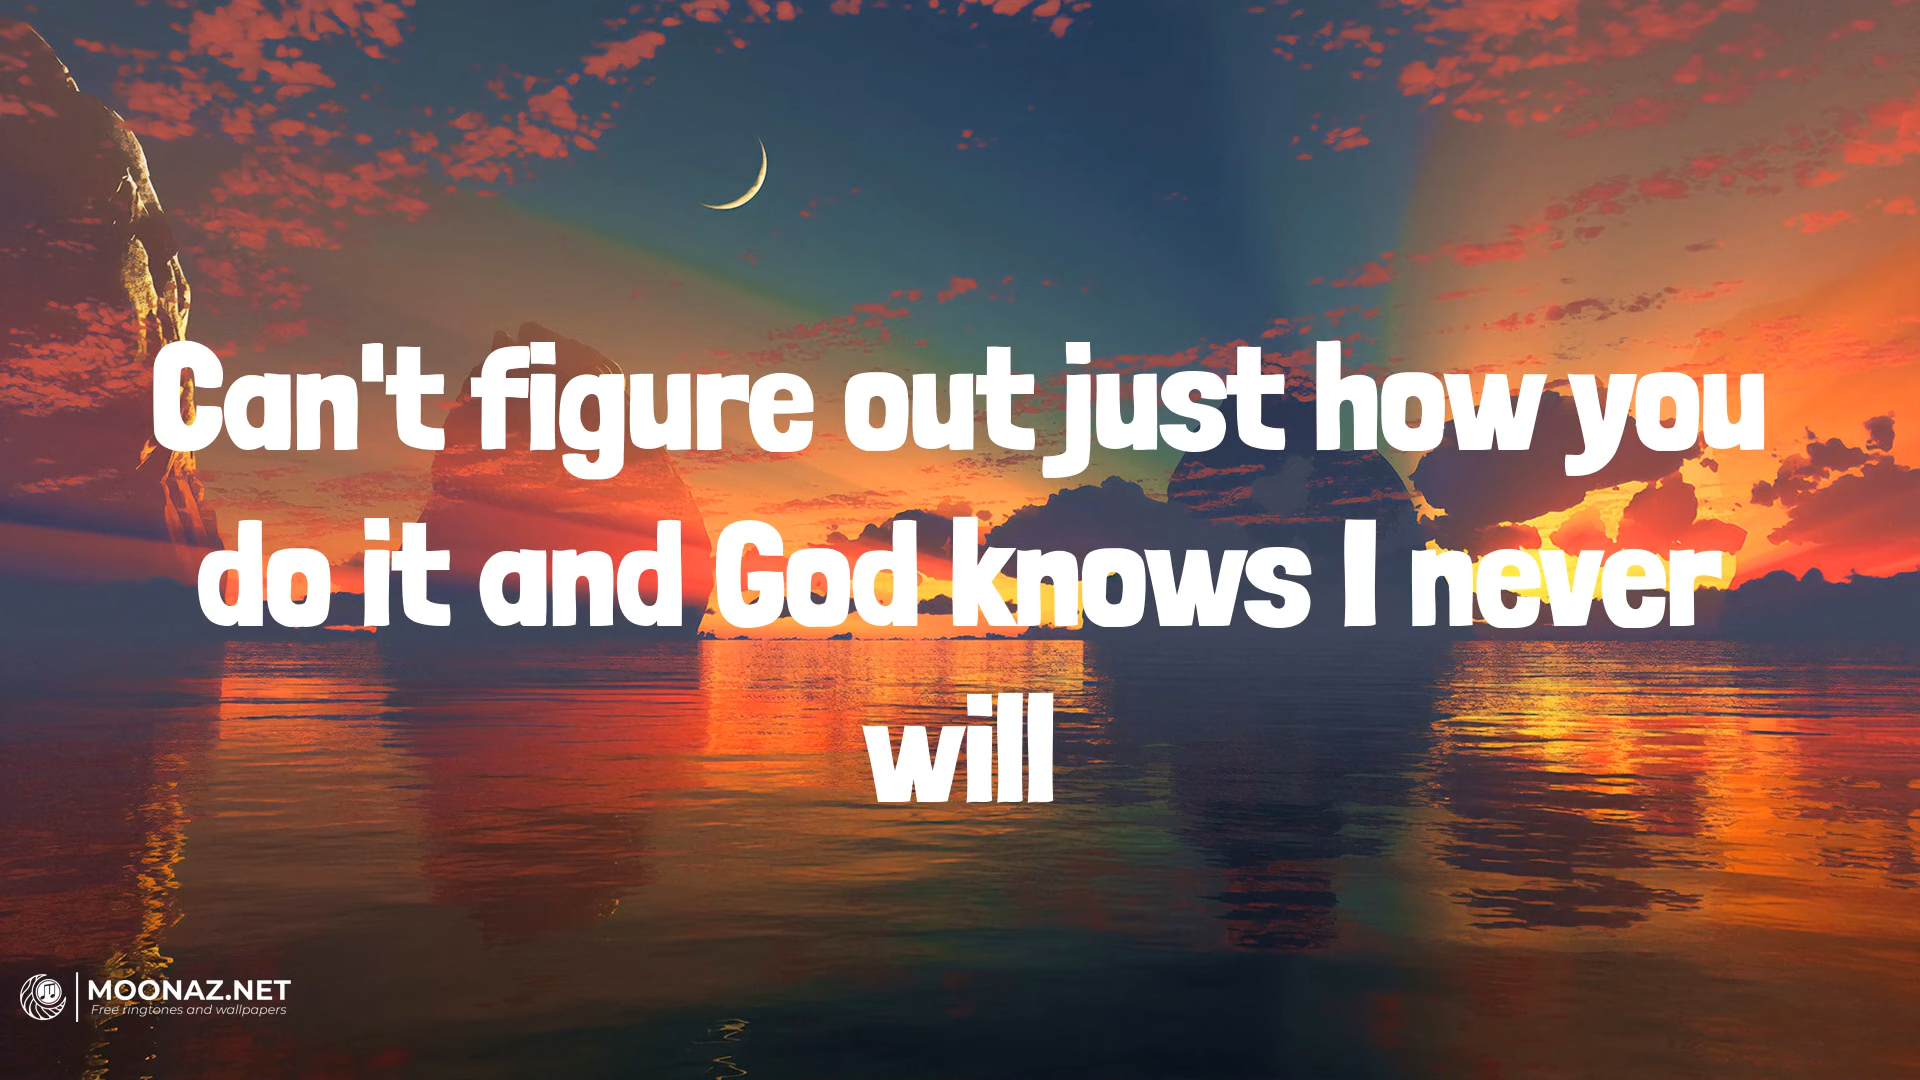 Can't figure out just how you
do it and God knows I never
will
MOONAZ.NET
Free ringtones and wallpapers